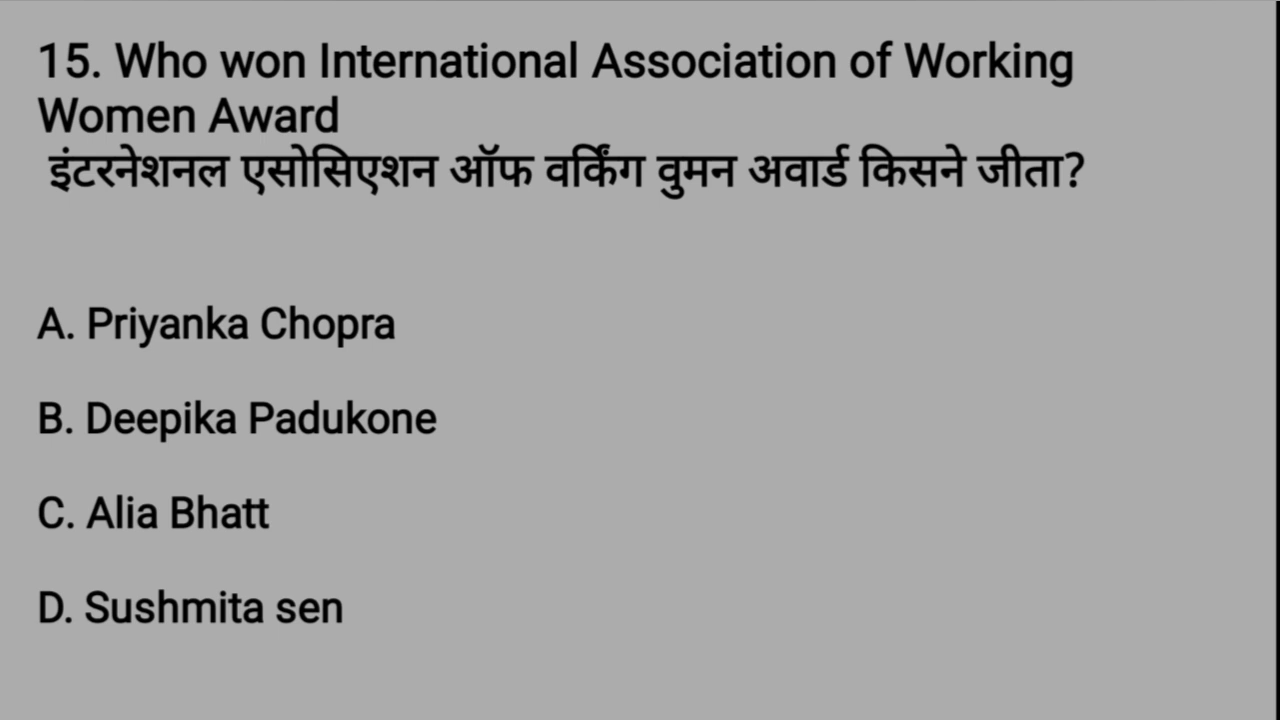 15. Who won International Association of Working
Women Award
इंटरनेशनल एसोसिएशन ऑफ वर्किंग वुमन अवार्ड किसने जीता?
A. Priyanka Chopra
B. Deepika Padukone
C. Alia Bhatt
D. Sushmita sen